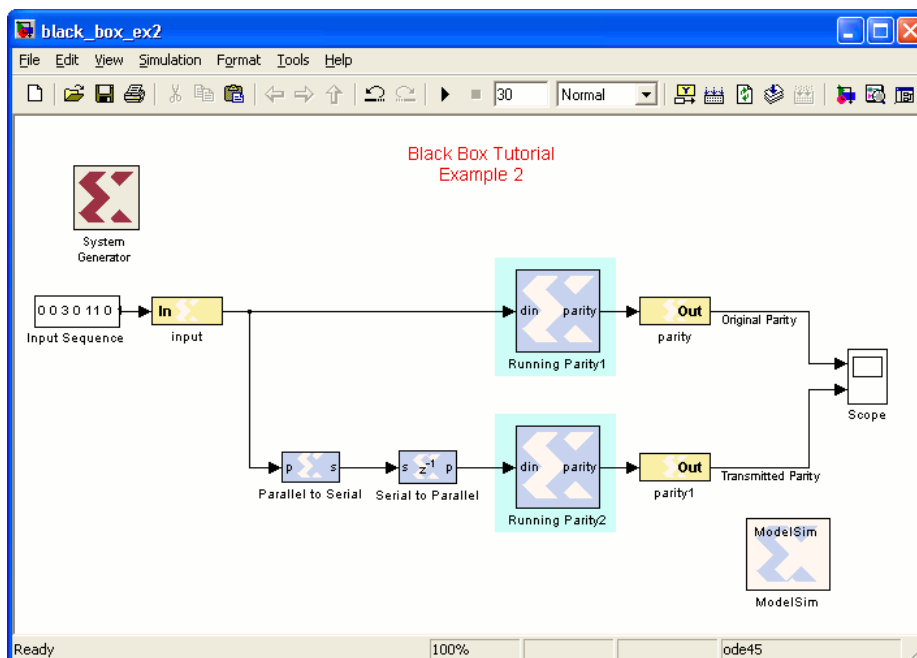 black_box_ex2
File Edit View Simulation Format Tools Help
30 Normal
Black Box Tutorial
Example 2
System
Generator
0 0 3 0 11 0 1
Input Sequence
In
input
din parity
Running Parity1
Out
parity
Original Parity
Scope
p s
Parallel to Serial
s z-1 p
Serial to Parallel
din parity
Running Parity2
Out
parity1
Transmitted Parity
ModelSim
ModelSim
Ready 100% ode45